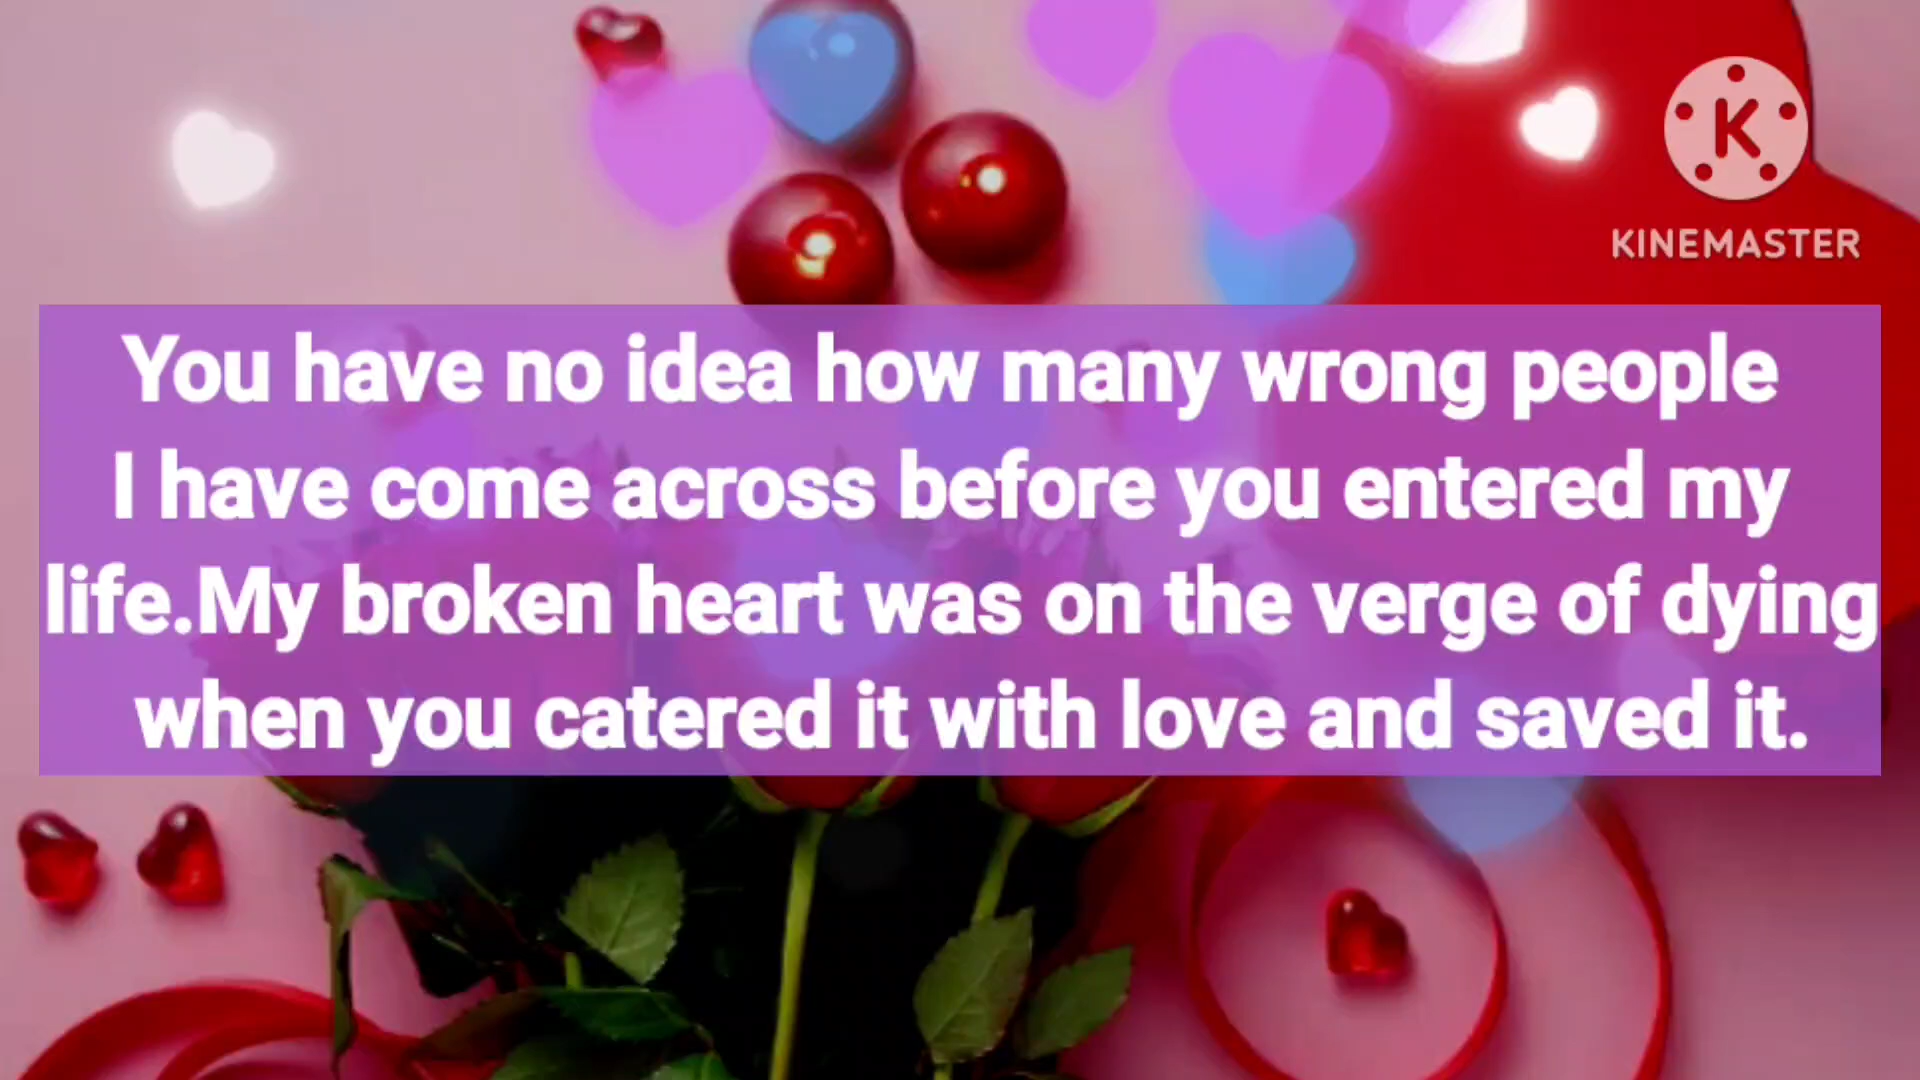 K
KINEMASTER
You have no idea how many wrong people
I have come across before you entered my
life.My broken heart was on the verge of dying
when you catered it with love and saved it.